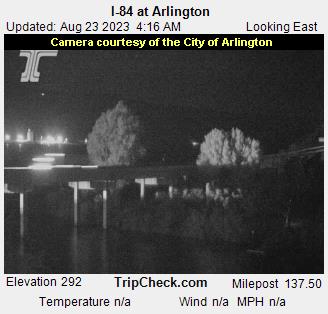 I-84 at Arlington
Updated: Aug 23 2023 4:16 AM Looking East
Camera courtesy of the City of Arlington
Elevation 292 TripCheck.com Milepost 137.50
Temperature n/a Wind n/a MPH n/a